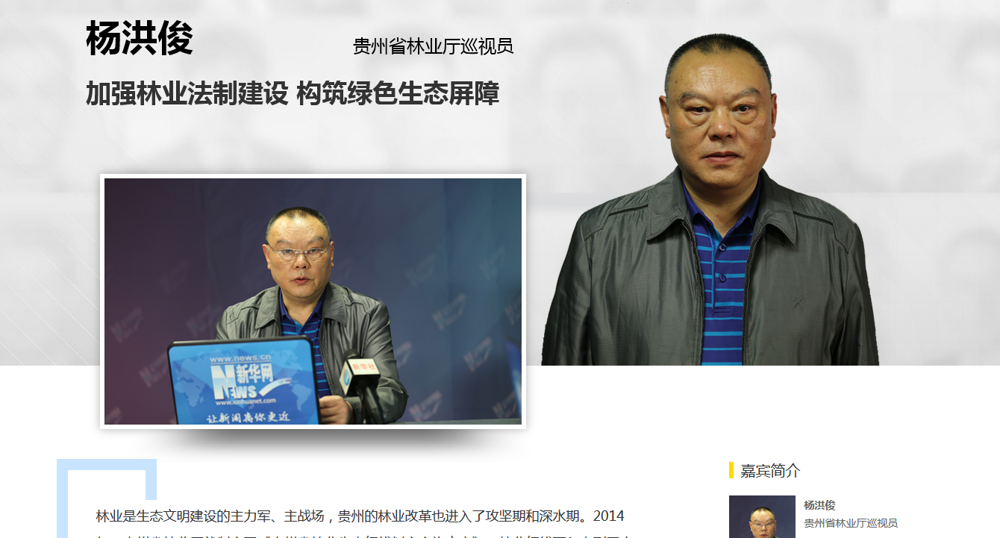 杨洪俊
贵州省林业厅巡视员
加强林业法制建设 构筑绿色生态屏障
www.news.cn
新华网
NEWS
www.xinhuanet.com
让新闻离你更近
新华社
嘉宾简介
杨洪俊
贵州省林业厅巡视员
林业是生态文明建设的主力军、主战场，贵州的林业改革也进入了攻坚期和深水期。2014